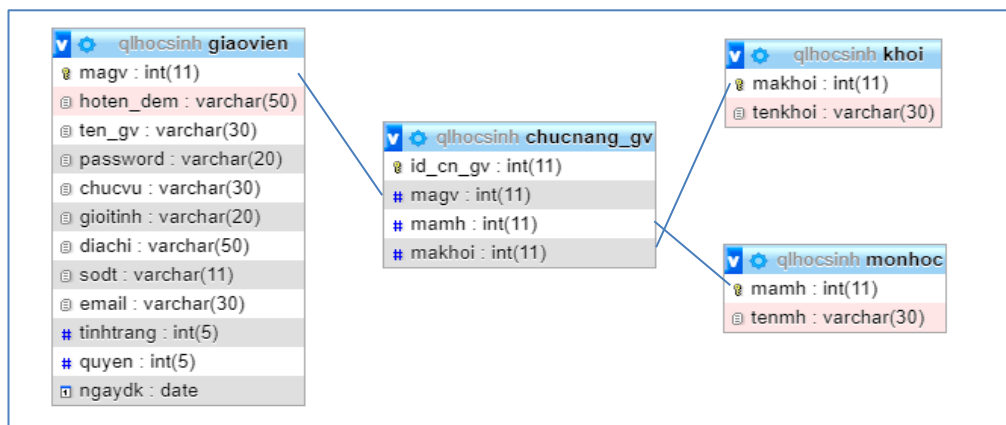 qlhocsinh giaovien
magv : int(11)
hoten_dem : varchar(50)
ten_gv : varchar(30)
password : varchar(20)
chucvu : varchar(30)
gioitinh : varchar(20)
diachi : varchar(50)
sodt : varchar(11)
email : varchar(30)
# tinhtrang : int(5)
# quyen : int(5)
ngaydk : date
qlhocsinh chucnang_gv
id_cn_gv : int(11)
# magv : int(11)
# mamh : int(11)
# makhoi : int(11)
qlhocsinh khoi
makhoi : int(11)
tenkhoi : varchar(30)
qlhocsinh monhoc
mamh : int(11)
tenmh : varchar(30)